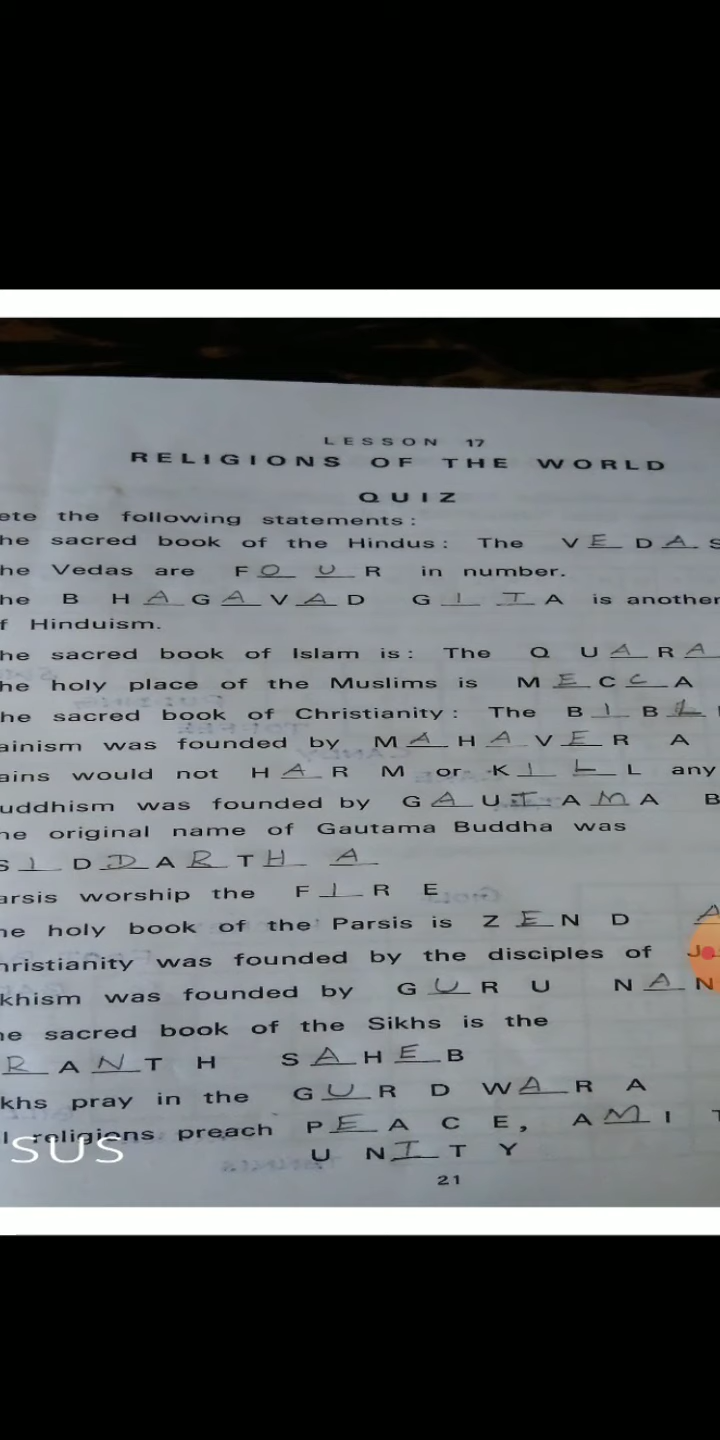 LESSON 17
RELIGIONS OF THE WORLD
QUIZ
ete the following statements:
he sacred book of the Hindus: The VEDAS
he Vedas are FOUR in number.
he BHAGAVAD GITA is another
f Hinduism.
he sacred book of Islam is: The QUARA
he holy place of the Muslims is MECCA
he sacred book of Christianity: The BIBL
ainism was founded by MAHAVERA
ains would not HARM or KILL any
uddhism was founded by GAUTAMA B
he original name of Gautama Buddha was
SIDDARTHA
arsis worship the FIRE
he holy book of the Parsis is ZEND A
hristianity was founded by the disciples of J
khism was founded by GURU NAN
he sacred book of the Sikhs is the
RANTH SAHEB
khs pray in the GURDWARA
l religions preach PEACE, AMIT
SUS
UNITY
21